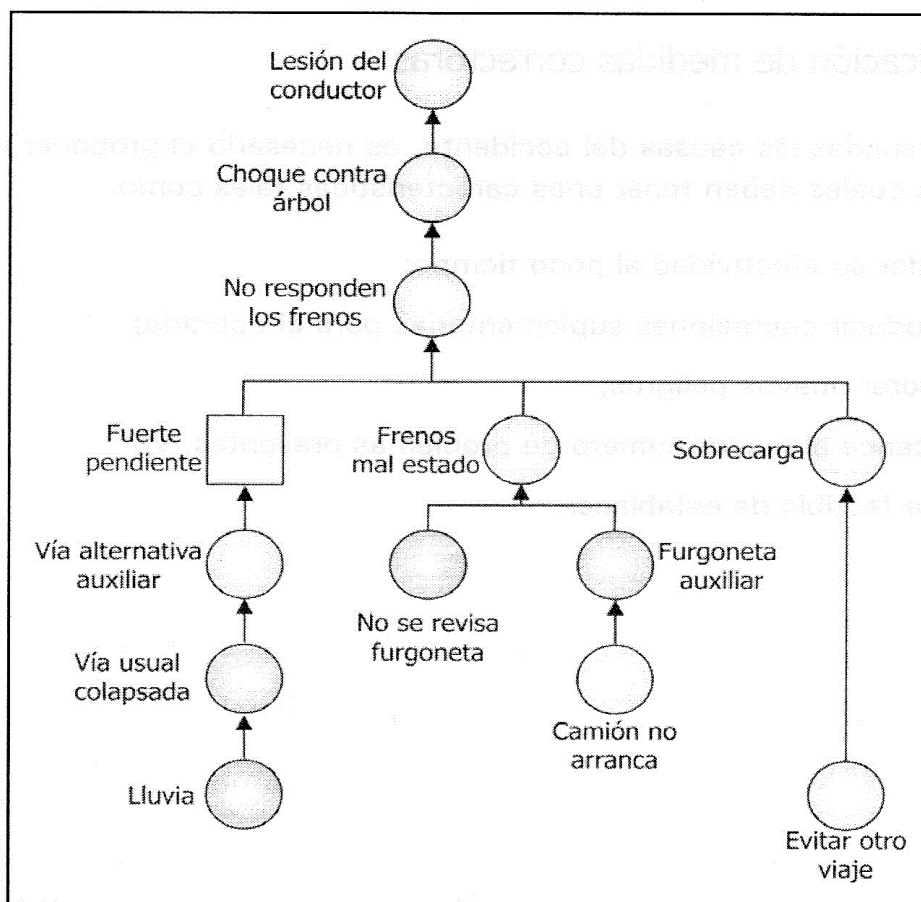 Lesión del
conductor
Choque contra
árbol
No responden
los frenos
Fuerte
pendiente
Frenos
mal estado
Sobrecarga
Vía alternativa
auxiliar
Furgoneta
auxiliar
No se revisa
furgoneta
Vía usual
colapsada
Camión no
arranca
Lluvia
Evitar otro
viaje